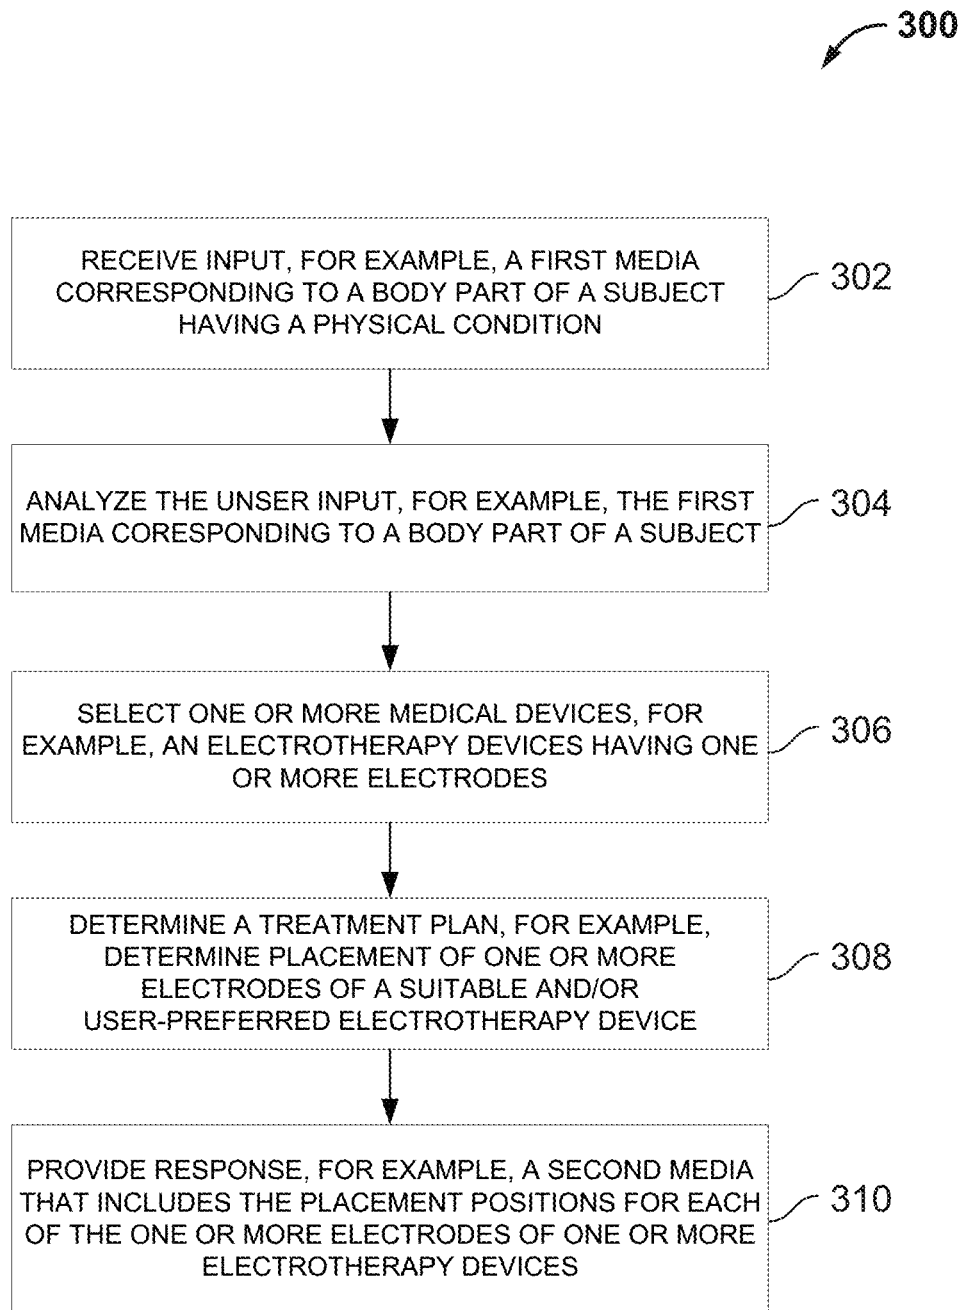 300
RECEIVE INPUT, FOR EXAMPLE, A FIRST MEDIA
CORRESPONDING TO A BODY PART OF A SUBJECT
HAVING A PHYSICAL CONDITION
302
ANALYZE THE UNSER INPUT, FOR EXAMPLE, THE FIRST
MEDIA CORESPONDING TO A BODY PART OF A SUBJECT
304
SELECT ONE OR MORE MEDICAL DEVICES, FOR
EXAMPLE, AN ELECTROTHERAPY DEVICES HAVING ONE
OR MORE ELECTRODES
306
DETERMINE A TREATMENT PLAN, FOR EXAMPLE,
DETERMINE PLACEMENT OF ONE OR MORE
ELECTRODES OF A SUITABLE AND/OR
USER-PREFERRED ELECTROTHERAPY DEVICE
308
PROVIDE RESPONSE, FOR EXAMPLE, A SECOND MEDIA
THAT INCLUDES THE PLACEMENT POSITIONS FOR EACH
OF THE ONE OR MORE ELECTRODES OF ONE OR MORE
ELECTROTHERAPY DEVICES
310